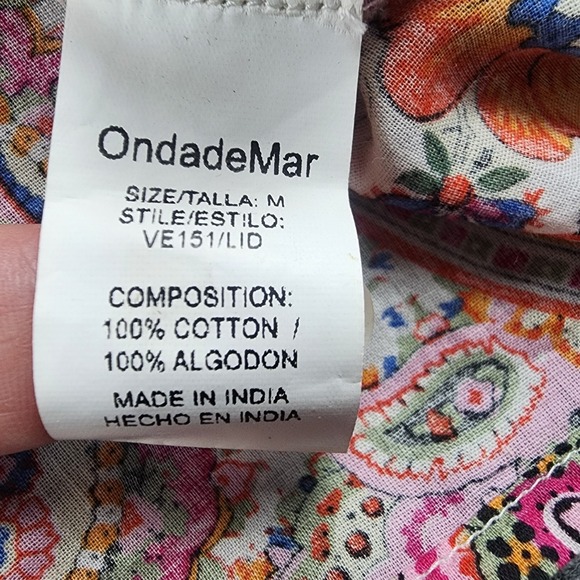 OndadeMar
SIZE/TALLA: M
STILE/ESTILO:
VE151/LID
COMPOSITION:
100% COTTON /
100% ALGODON
MADE IN INDIA
HECHO EN INDIA